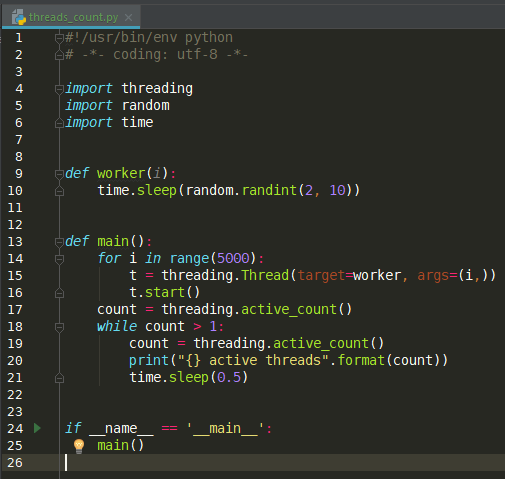 threads_count.py
1 #!/usr/bin/env python
2 # -*- coding: utf-8 -*-
3
4 import threading
5 import random
6 import time
7
8
9 def worker(i):
10     time.sleep(random.randint(2, 10))
11
12
13 def main():
14     for i in range(5000):
15         t = threading.Thread(target=worker, args=(i,))
16         t.start()
17     count = threading.active_count()
18     while count > 1:
19         count = threading.active_count()
20         print("{} active threads".format(count))
21         time.sleep(0.5)
22
23
24 if __name__ == '__main__':
25     main()
26